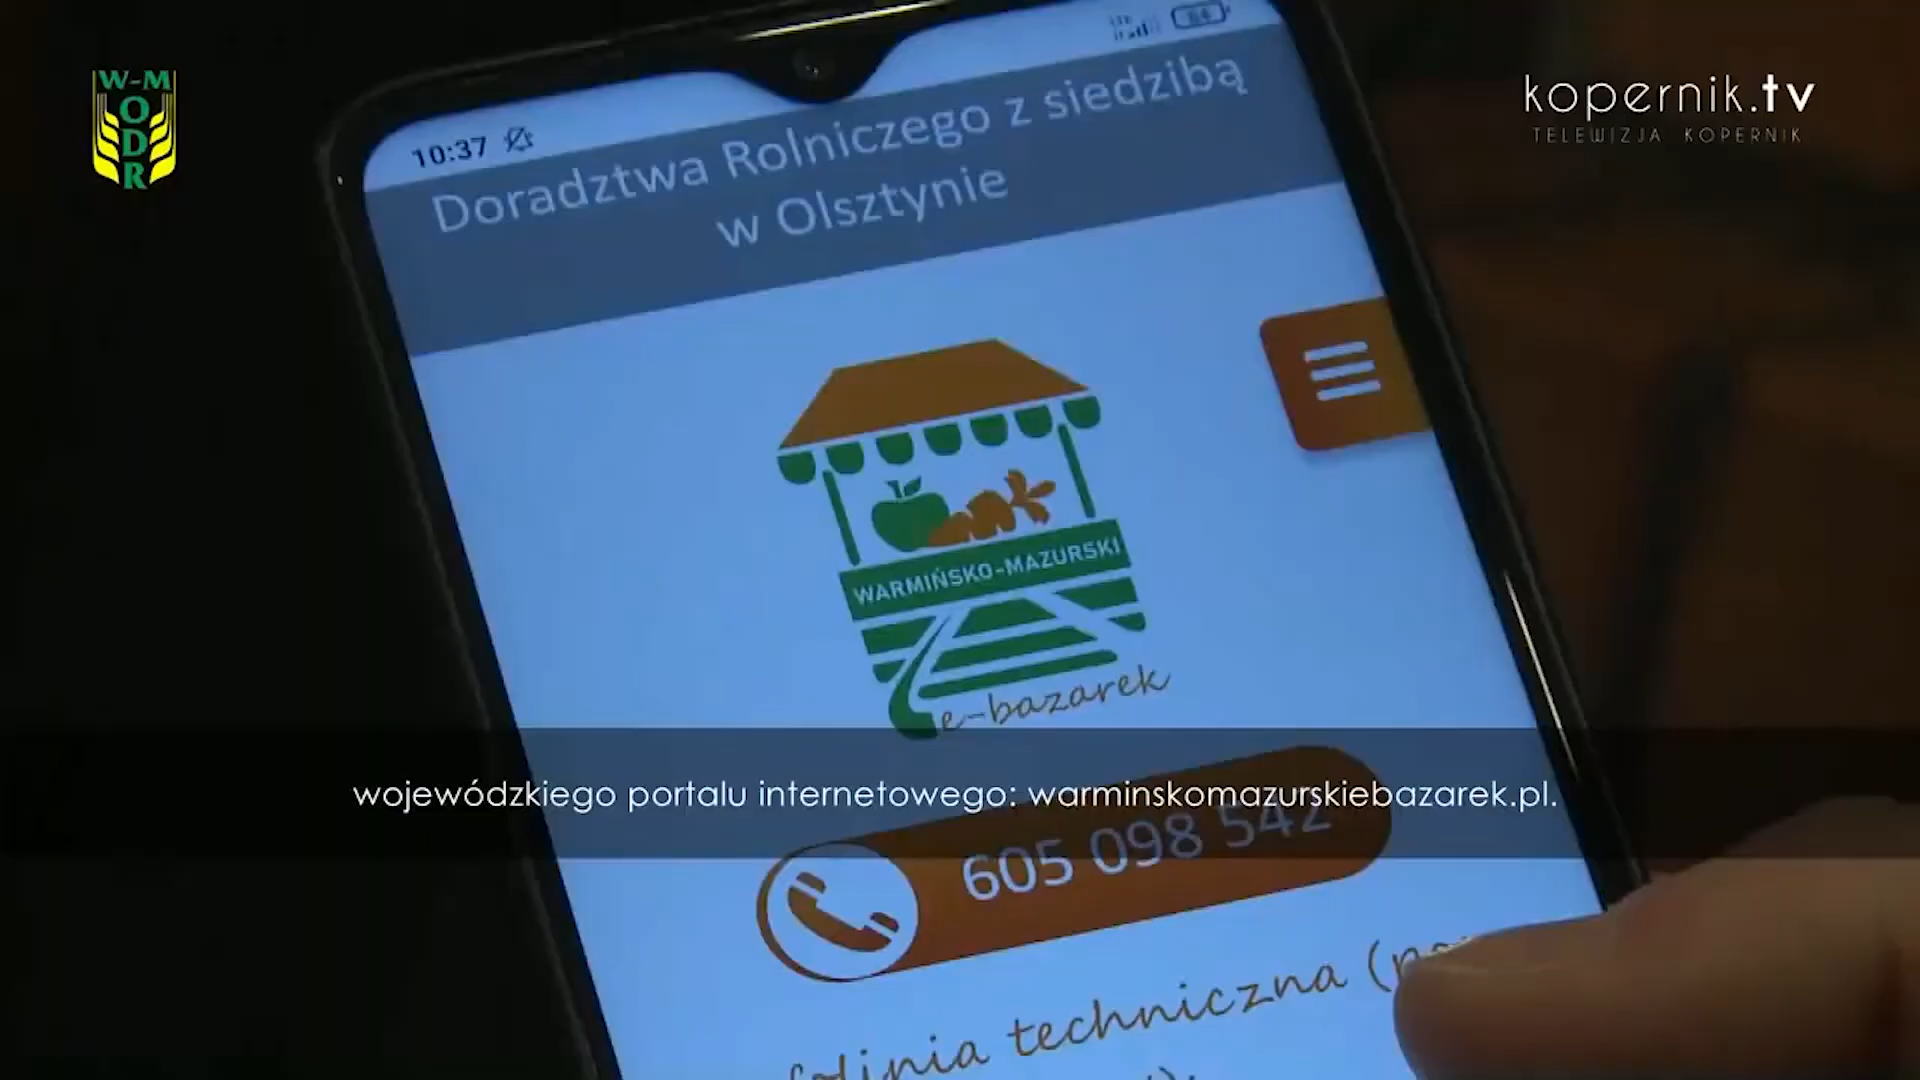 W-M
ODR
kopernik.tv
TELEWIZJA KOPERNIK
10:37
84
Doradztwa Rolniczego z siedzibą
w Olsztynie
WARMIŃSKO-MAZURSKI
e-bazarek
wojewódzkiego portalu internetowego: warminskomazurskiebazarek.pl.
605 098 542
techniczna